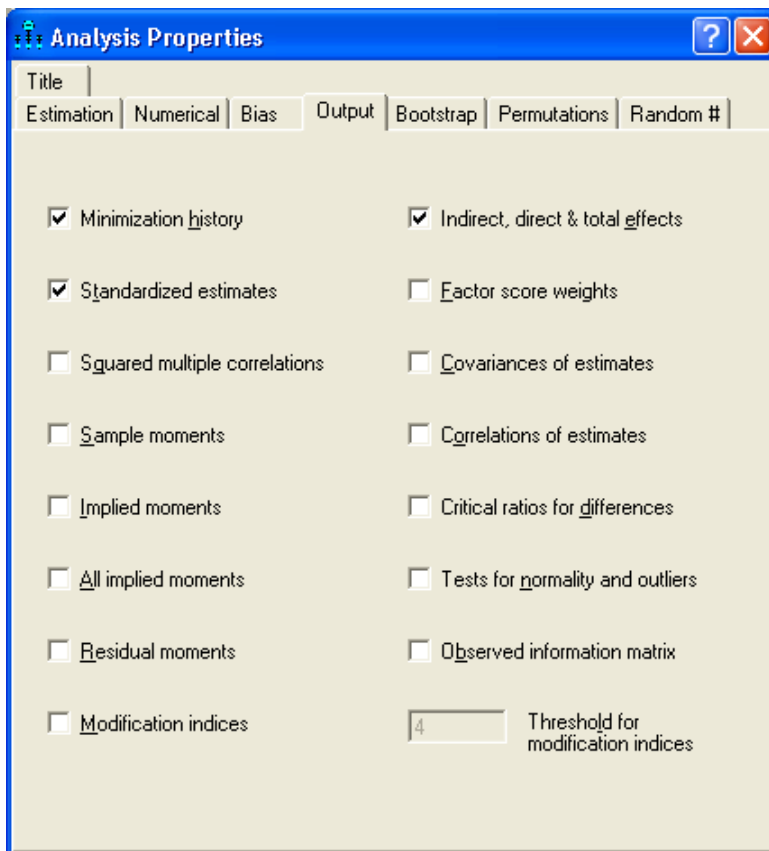 Analysis Properties
Title
Estimation Numerical Bias Output Bootstrap Permutations Random #
Minimization history
Indirect, direct & total effects
Standardized estimates
Factor score weights
Squared multiple correlations
Covariances of estimates
Sample moments
Correlations of estimates
Implied moments
Critical ratios for differences
All implied moments
Tests for normality and outliers
Residual moments
Observed information matrix
Modification indices
4
Threshold for
modification indices